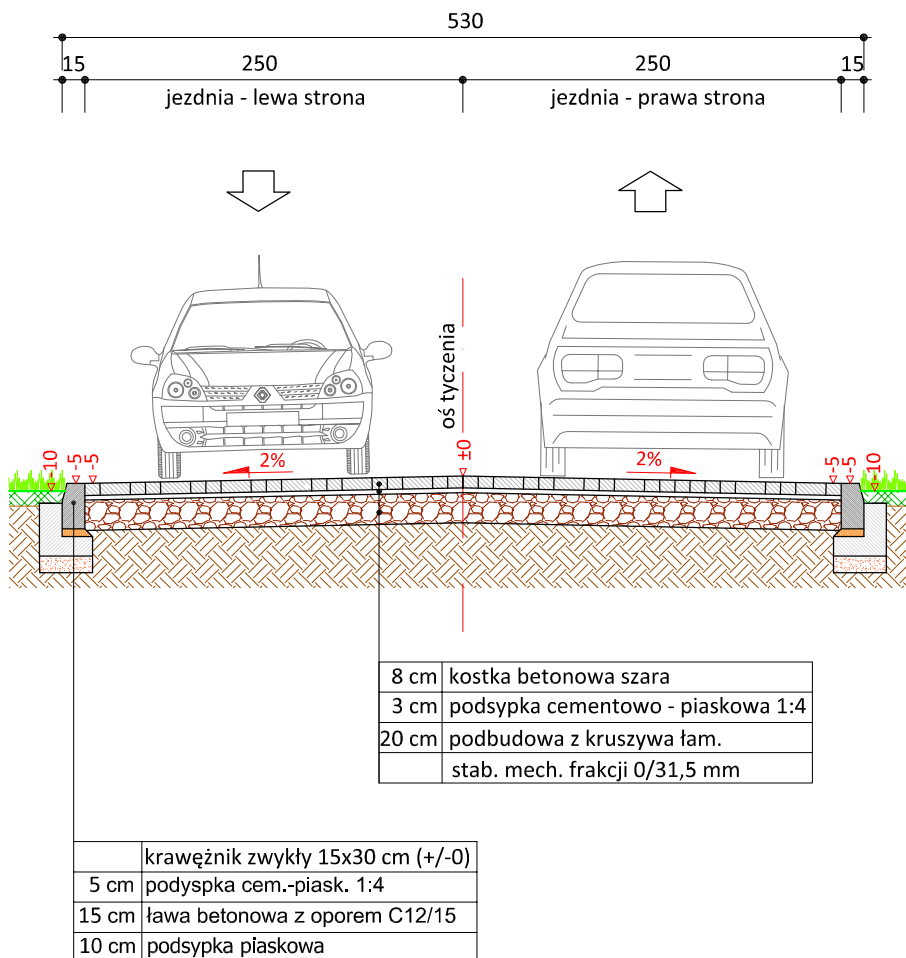 530
15 250 250 15
jezdnia - lewa strona jezdnia - prawa strona
oś tyczenia
-10 -5 -5 2% ±0 2% -5 -5 -10
8 cm kostka betonowa szara
3 cm podsypka cementowo - piaskowa 1:4
20 cm podbudowa z kruszywa łam.
stab. mech. frakcji 0/31,5 mm
krawężnik zwykły 15x30 cm (+/-0)
5 cm podyspka cem.-piask. 1:4
15 cm ława betonowa z oporem C12/15
10 cm podsypka piaskowa